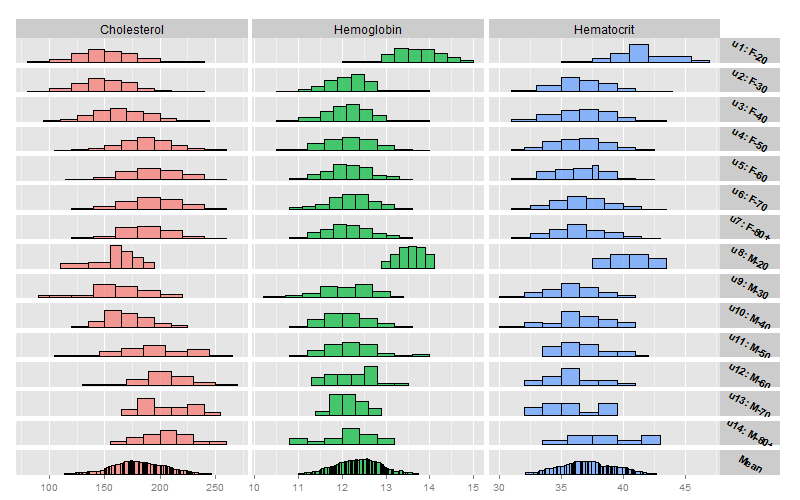 Cholesterol Hemoglobin Hematocrit
u1: F-20
u2: F-30
u3: F-40
u4: F-50
u5: F-60
u6: F-70
u7: F-80+
u8: M-20
u9: M-30
u10: M-40
u11: M-50
u12: M-60
u13: M-70
u14: M-80+
Mean
100 150 200 250 10 11 12 13 14 15 30 35 40 45